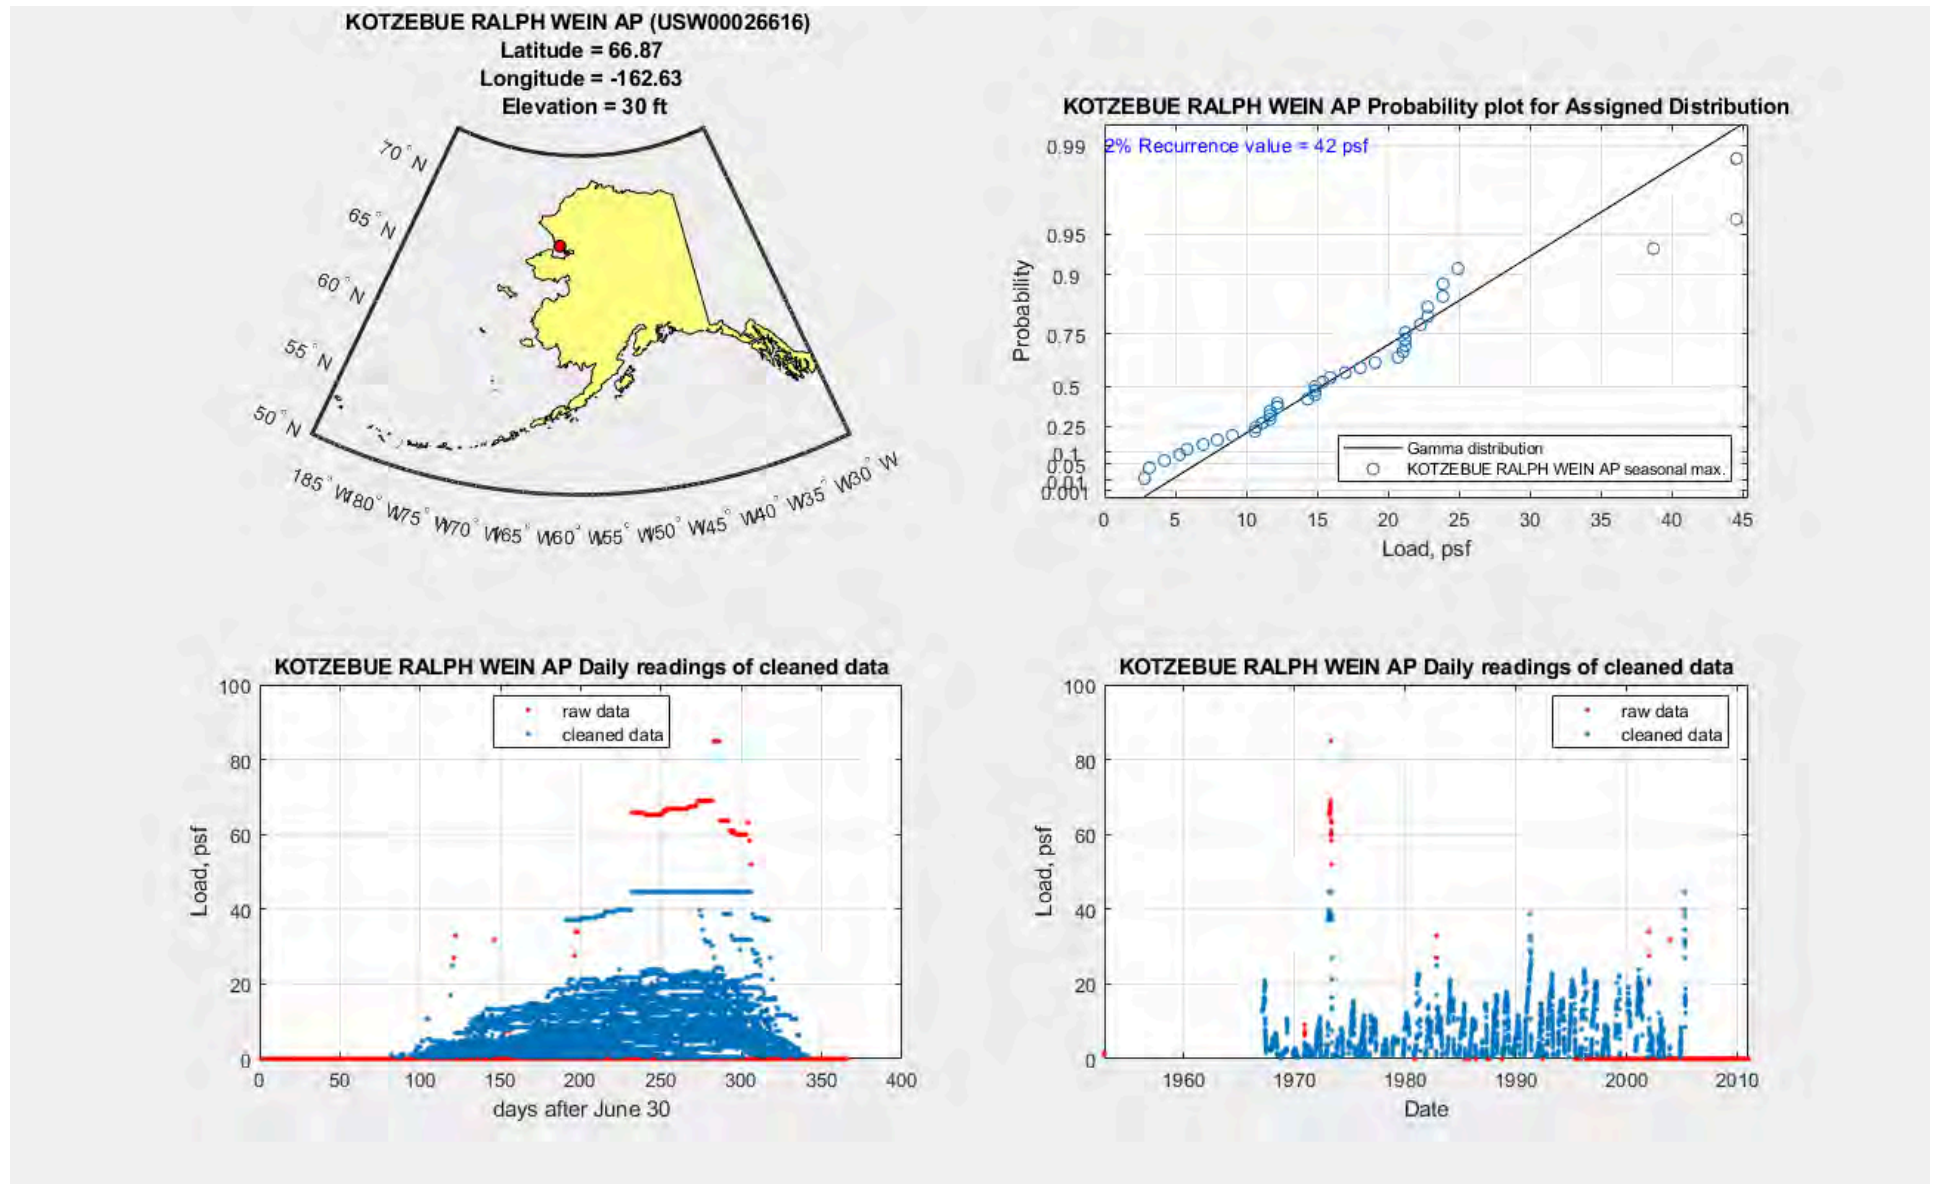 KOTZEBUE RALPH WEIN AP (USW00026616)
Latitude = 66.87
Longitude = -162.63
Elevation = 30 ft
70° N
65° N
60° N
55° N
50° N
185° W
180° W
175° W
170° W
165° W
160° W
155° W
150° W
145° W
140° W
135° W
130° W
KOTZEBUE RALPH WEIN AP Probability plot for Assigned Distribution
2% Recurrence value = 42 psf
0.99
0.95
0.9
0.75
0.5
0.25
0.1
0.05
0.01
0.001
Probability
Gamma distribution
KOTZEBUE RALPH WEIN AP seasonal max.
0 5 10 15 20 25 30 35 40 45
Load, psf
KOTZEBUE RALPH WEIN AP Daily readings of cleaned data
100
80
60
40
20
0
Load, psf
raw data
cleaned data
0 50 100 150 200 250 300 350 400
days after June 30
KOTZEBUE RALPH WEIN AP Daily readings of cleaned data
100
80
60
40
20
0
Load, psf
raw data
cleaned data
1960 1970 1980 1990 2000 2010
Date